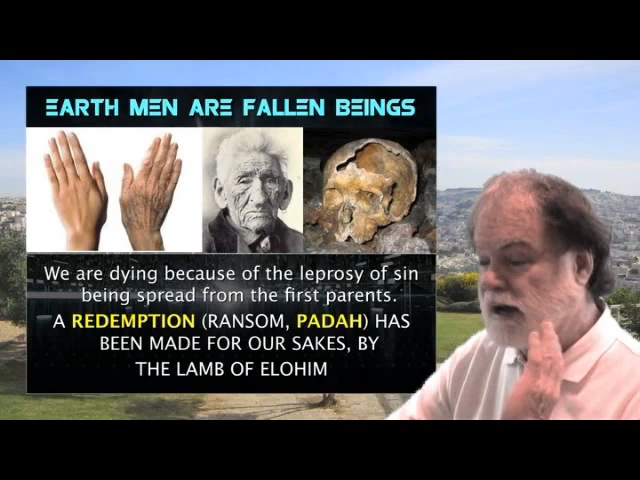 EARTH MEN ARE FALLEN BEINGS
We are dying because of the leprosy of sin
being spread from the first parents.
A REDEMPTION (RANSOM, PADAH) HAS
BEEN MADE FOR OUR SAKES, BY
THE LAMB OF ELOHIM